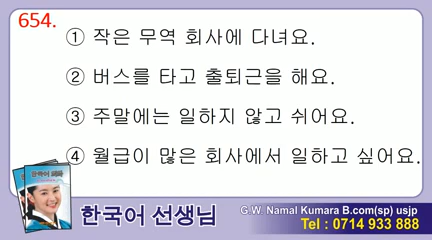 654.
① 작은 무역 회사에 다녀요.
② 버스를 타고 출퇴근을 해요.
③ 주말에는 일하지 않고 쉬어요.
④ 월급이 많은 회사에서 일하고 싶어요.
한국어 선생님
G.W. Namal Kumara B.com(sp) usjp
Tel : 0714 933 888